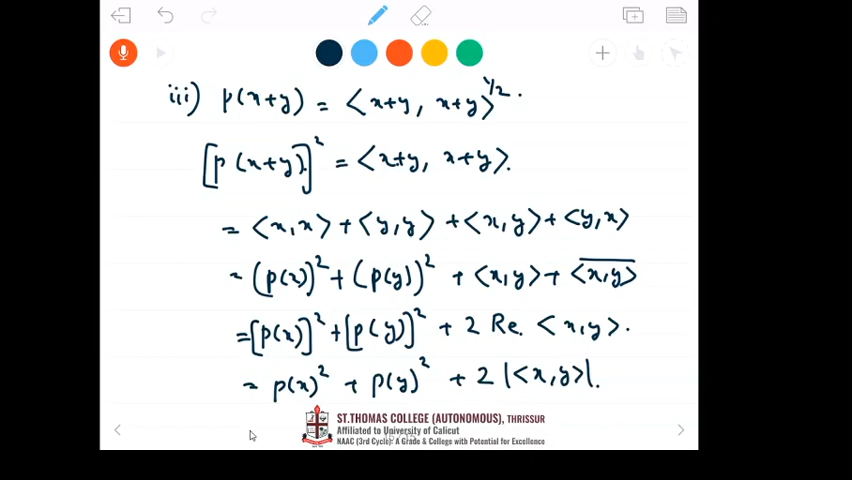 iii) p(x+y) = <x+y, x+y>^1/2.
[p(x+y)]^2 = <x+y, x+y>.
= <x,x> + <y,y> + <x,y> + <y,x>
= (p(x))^2 + (p(y))^2 + <x,y> + \overline{<x,y>}
= [p(x)]^2 + [p(y)]^2 + 2 Re. <x,y>.
= p(x)^2 + p(y)^2 + 2 |<x,y>|.
ST.THOMAS COLLEGE (AUTONOMOUS), THRISSUR
Affiliated to University of Calicut
NAAC (3rd Cycle): A Grade & College with Potential for Excellence